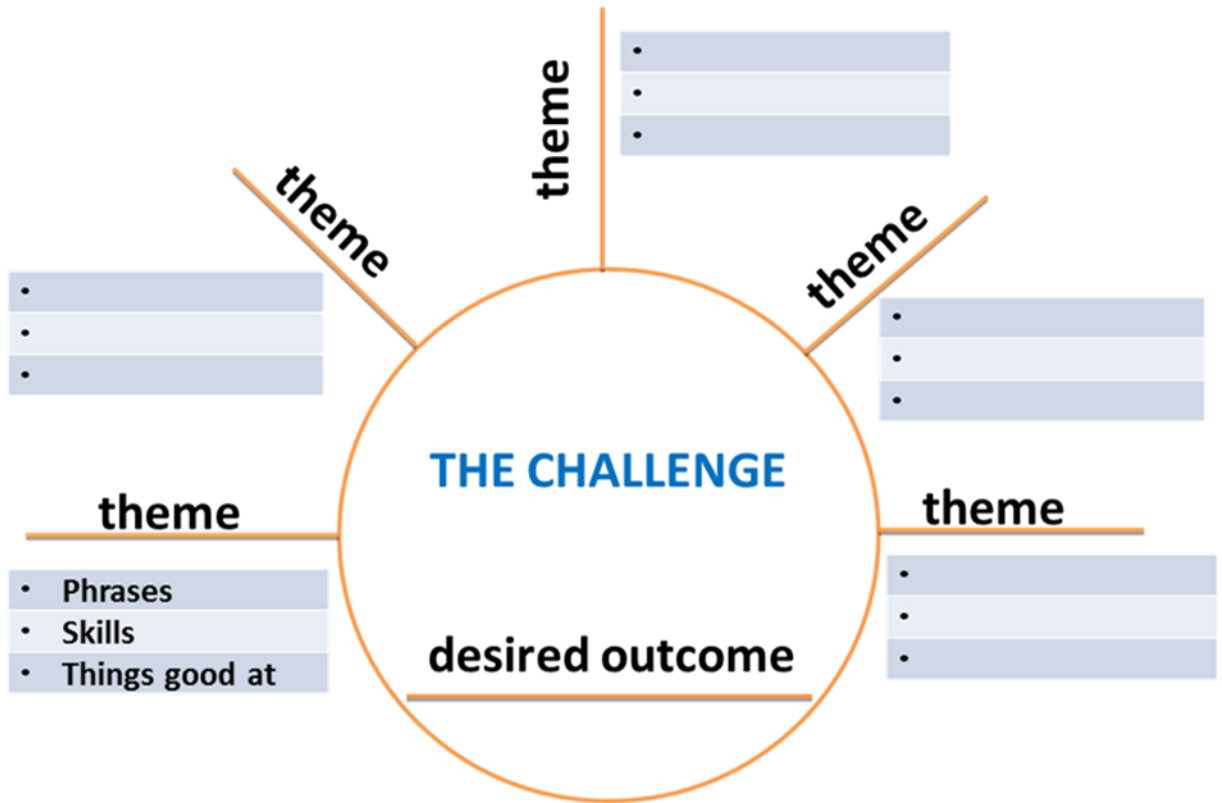 theme
theme
theme
THE CHALLENGE
theme
• Phrases
• Skills
• Things good at
theme
desired outcome